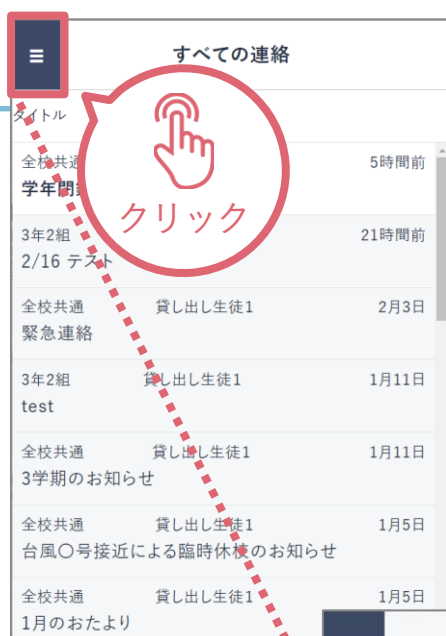 ≡ すべての連絡
タイトル
全校共通 5時間前
学年閉
クリック
3年2組 21時間前
2/16 テスト
全校共通 貸し出し生徒1 2月3日
緊急連絡
3年2組 貸し出し生徒1 1月11日
test
全校共通 貸し出し生徒1 1月11日
3学期のお知らせ
全校共通 貸し出し生徒1 1月5日
台風〇号接近による臨時休校のお知らせ
全校共通 貸し出し生徒1 1月5日
1月のおたより